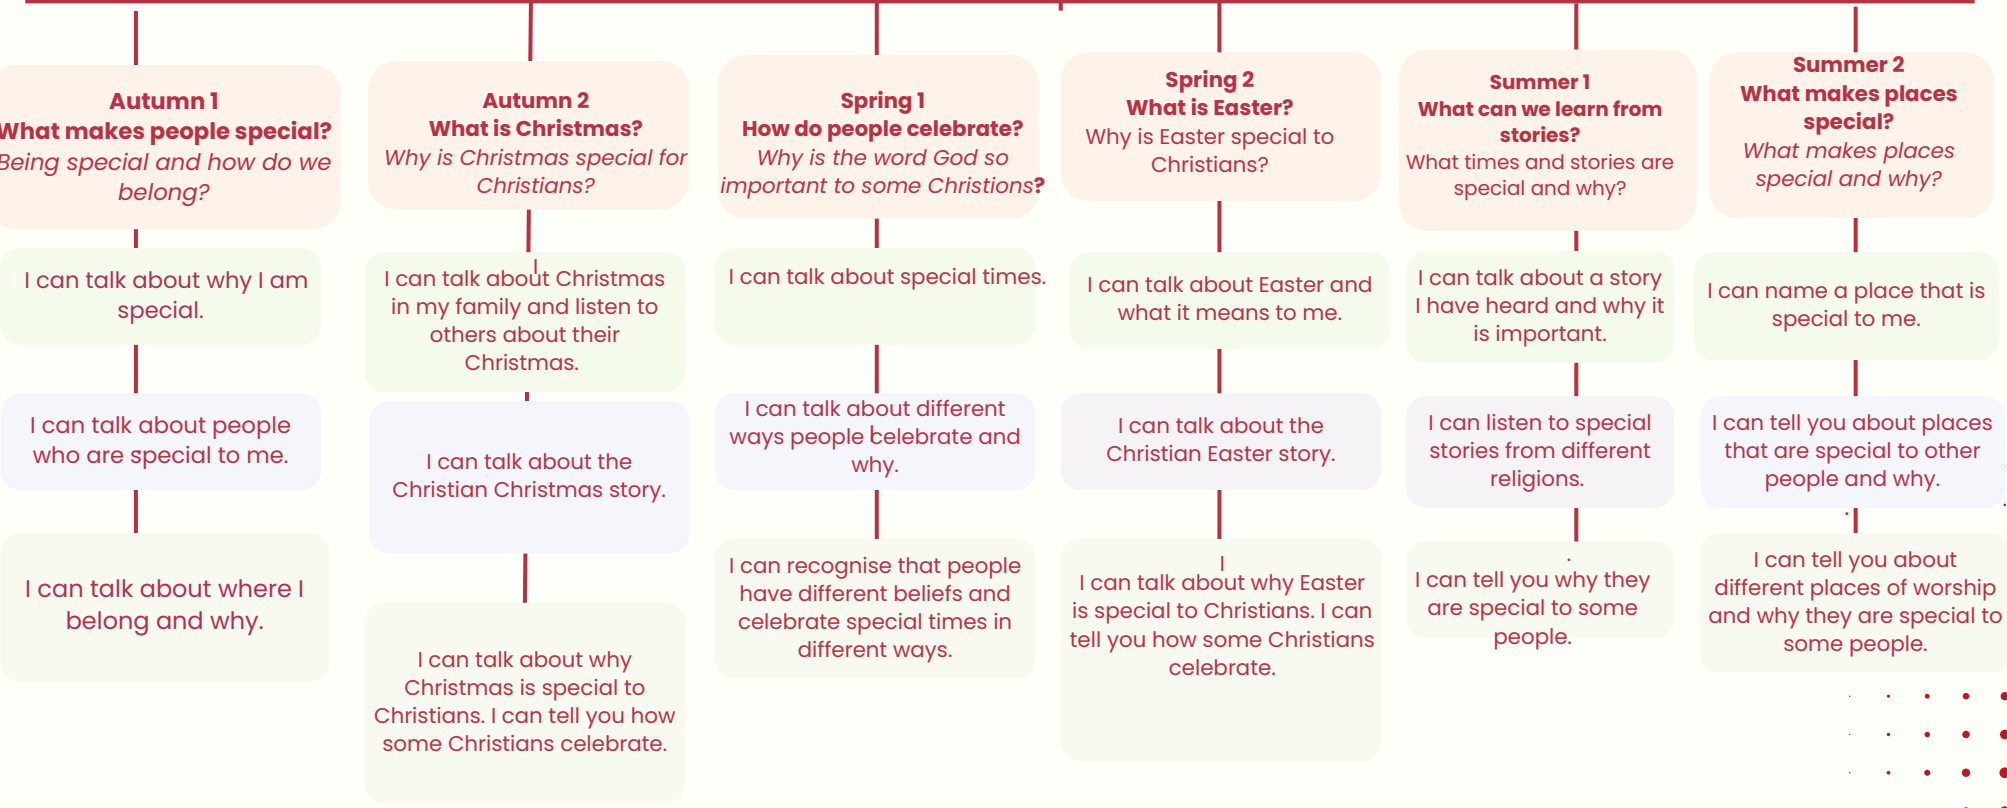 Autumn 1
What makes people special?
Being special and how do we
belong?
I can talk about why I am
special.
I can talk about people
who are special to me.
I can talk about where I
belong and why.
Autumn 2
What is Christmas?
Why is Christmas special for
Christians?
I can talk about Christmas
in my family and listen to
others about their
Christmas.
I can talk about the
Christian Christmas story.
I can talk about why
Christmas is special to
Christians. I can tell you how
some Christians celebrate.
Spring 1
How do people celebrate?
Why is the word God so
important to some Christions?
I can talk about special times.
I can talk about different
ways people celebrate and
why.
I can recognise that people
have different beliefs and
celebrate special times in
different ways.
Spring 2
What is Easter?
Why is Easter special to
Christians?
I can talk about Easter and
what it means to me.
I can talk about the
Christian Easter story.
I
I can talk about why Easter
is special to Christians. I can
tell you how some Christians
celebrate.
Summer 1
What can we learn from
stories?
What times and stories are
special and why?
I can talk about a story
I have heard and why it
is important.
I can listen to special
stories from different
religions.
.
I can tell you why they
are special to some
people.
Summer 2
What makes places
special?
What makes places
special and why?
I can name a place that is
special to me.
I can tell you about places
that are special to other
people and why.
.
I can tell you about
different places of worship
and why they are special to
some people.